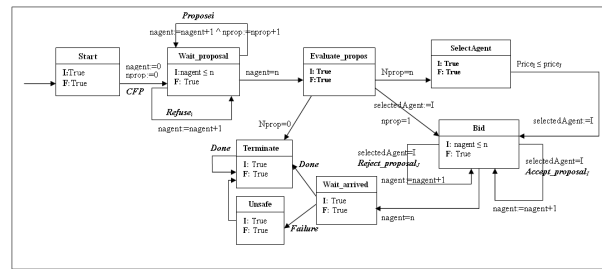 Proposei
nagent:=nagent+1 ^nprop:=nprop+1
Start
I:True
F: True
nagent:=0
nprop:=0
CFP
Wait_proposal
I:nagent ≤ n
F: True
Refuseᵢ
nagent:=nagent+1
nagent=n
Evaluate_propos
I: True
F: True
Nprop=n
SelectAgent
I: True
F: True
Priceⱼ ≤ priceⱼ
selectedAgent:=I
nprop=1
selectedAgent:=I
Nprop=0
Bid
I: nagent ≤ n
F: True
selectedAgent=I
Reject_proposalⱼ
nagent:=nagent+1
selectedAgent=I
Accept_proposalⱼ
nagent:=nagent+1
Done
Terminate
I: True
F: True
Done
Wait_arrived
I: True
F: True
nagent=n
Unsafe
I: True
F: True
Failure